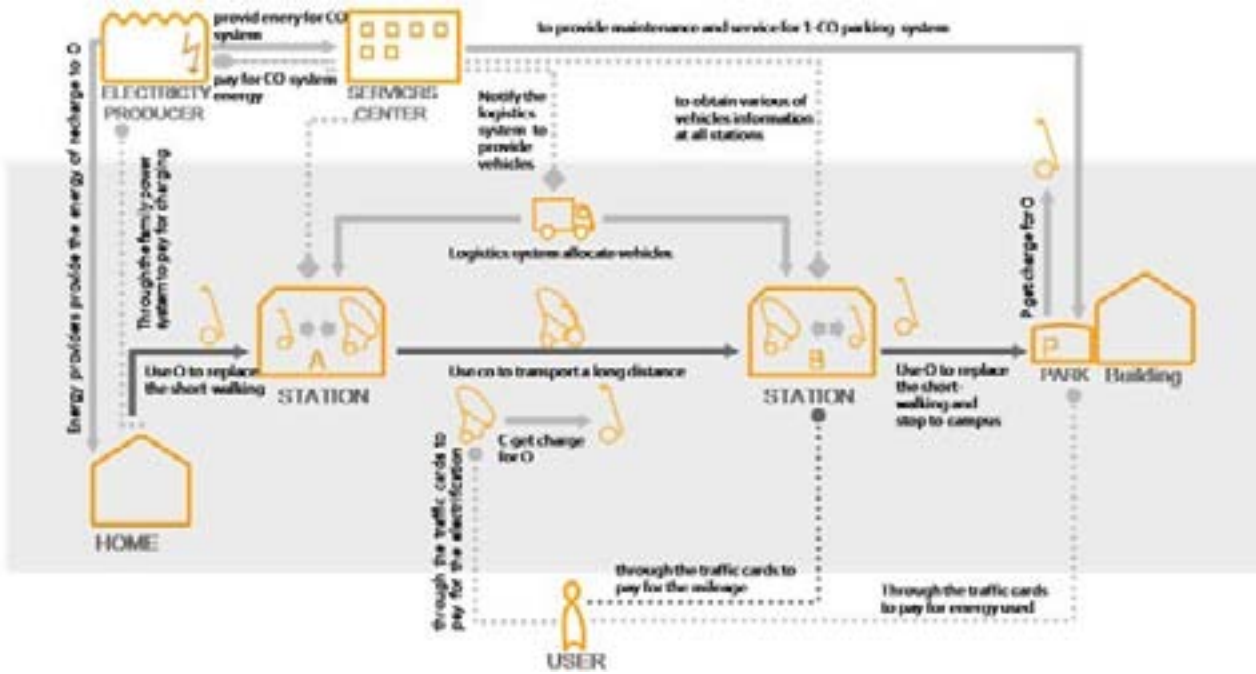 provid enery for CO
system
to provide maintenance and service for 1-CO parking system
ELECTRICTY
PRODUCER
pay for CO system
energy
SERVICRS
CENTER
Notify the
logistics
system to
provide
vehicles
to obtain various of
vehicles information
at all stations
Energy providers provide the energy of recharge to O
Through the family power
system to pay for charging
Logistics system allocate vehicles
P get charge for O
A
B
P
Use O to replace
the short-walking
STATION
Use co to transport a long distance
STATION
Use O to replace
the short-
walking and
stop to campus
PARK
Building
C get charge
for O
HOME
through the traffic cards to
pay for the electrification
through the traffic cards to
pay for the mileage
Through the traffic cards
to pay for energy used
USER